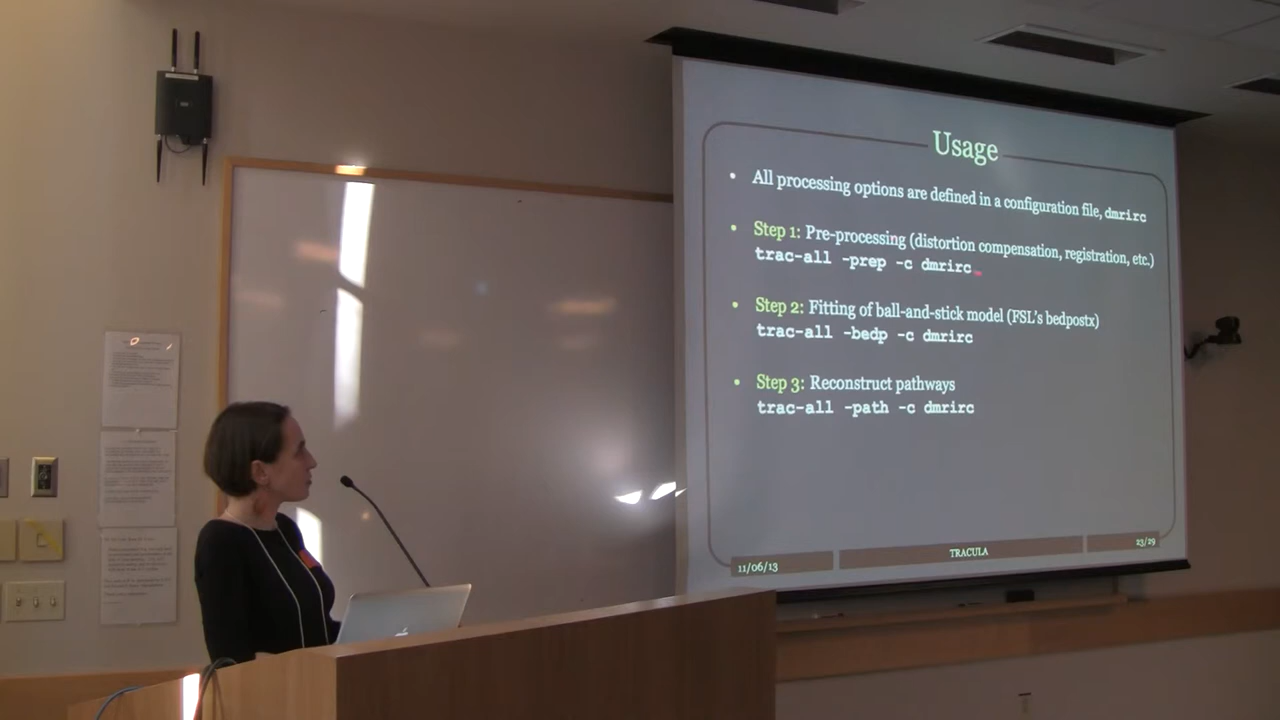 Usage
• All processing options are defined in a configuration file, dmrirc
• Step 1: Pre-processing (distortion compensation, registration, etc.)
trac-all -prep -c dmrirc
• Step 2: Fitting of ball-and-stick model (FSL's bedpostx)
trac-all -bedp -c dmrirc
• Step 3: Reconstruct pathways
trac-all -path -c dmrirc
11/06/13
TRACULA
23/29